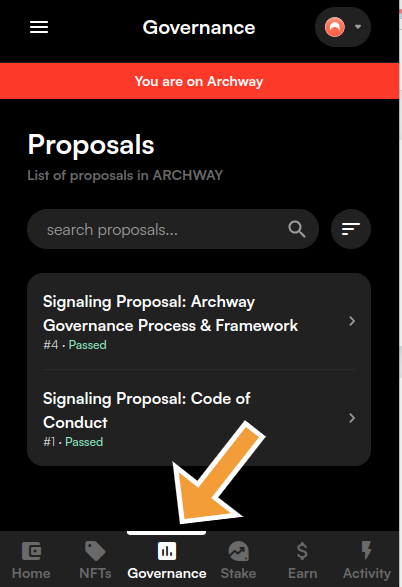 Governance
You are on Archway
Proposals
List of proposals in ARCHWAY
search proposals...
Signaling Proposal: Archway
Governance Process & Framework
#4 · Passed
Signaling Proposal: Code of
Conduct
#1 · Passed
Home NFTs Governance Stake Earn Activity